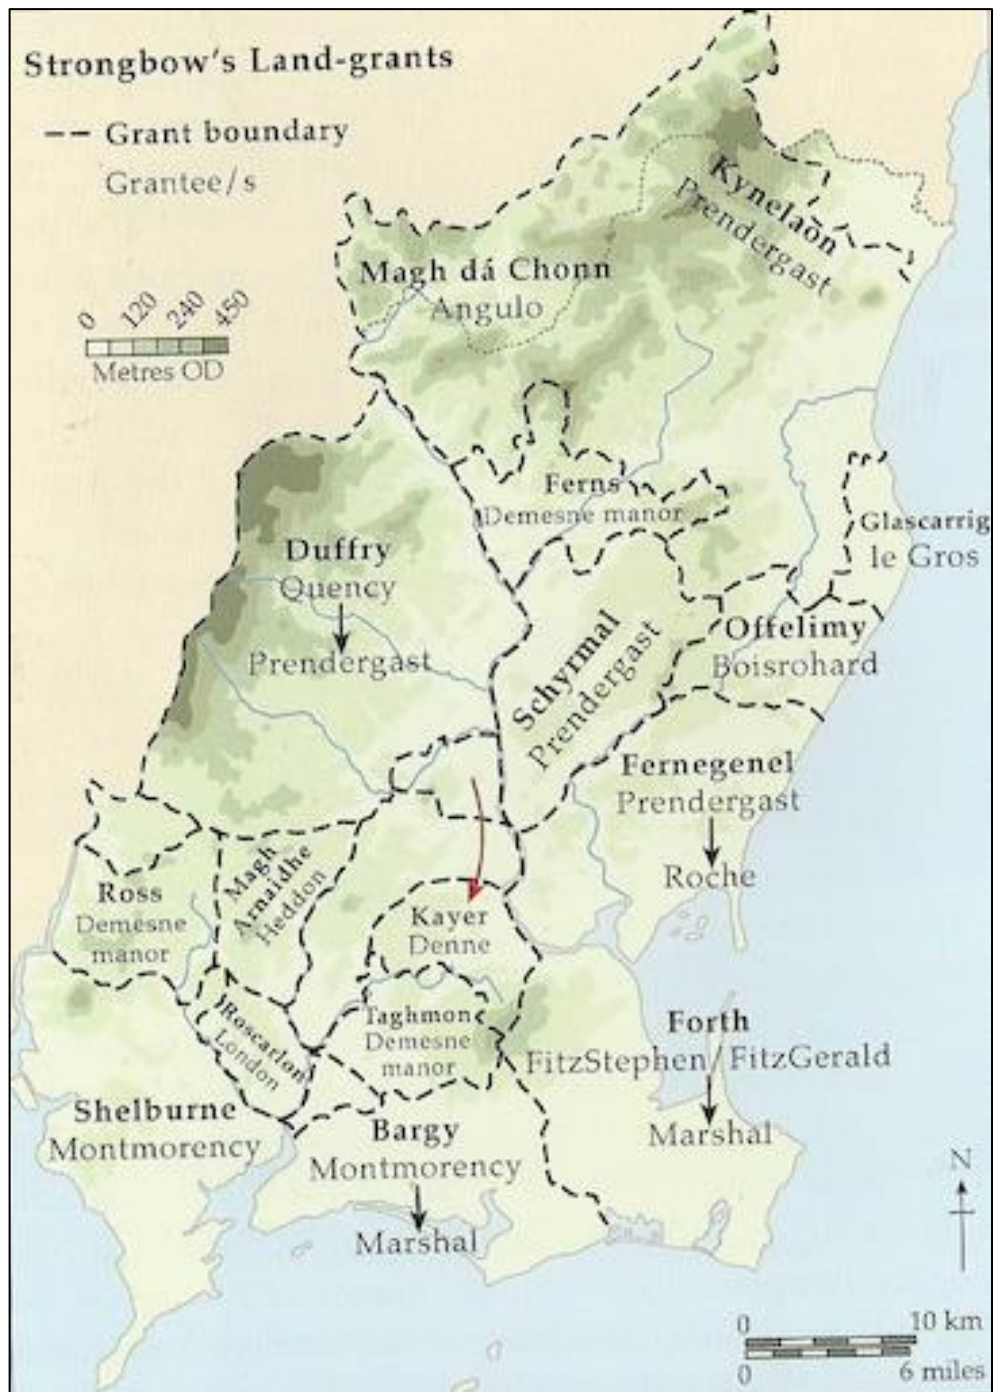 Strongbow's Land-grants
Grant boundary
Grantee/s
0 120 240 450
Metres OD
Kynelaön
Prendergast
Magh dá Chonn
Angulo
Ferns
Demesne manor
Glascarrig
le Gros
Duffry
Quency
Prendergast
Schyrmal
Prendergast
Offelimy
Boisrohard
Fernegenel
Prendergast
Roche
Magh
Arnaidhe
Heddon
Ross
Demesne
manor
Kayer
Denne
Roscarlon
London
Taghmon
Demesne
manor
Forth
FitzStephen/FitzGerald
Marshal
Shelburne
Montmorency
Bargy
Montmorency
Marshal
N
0 10 km
0 6 miles